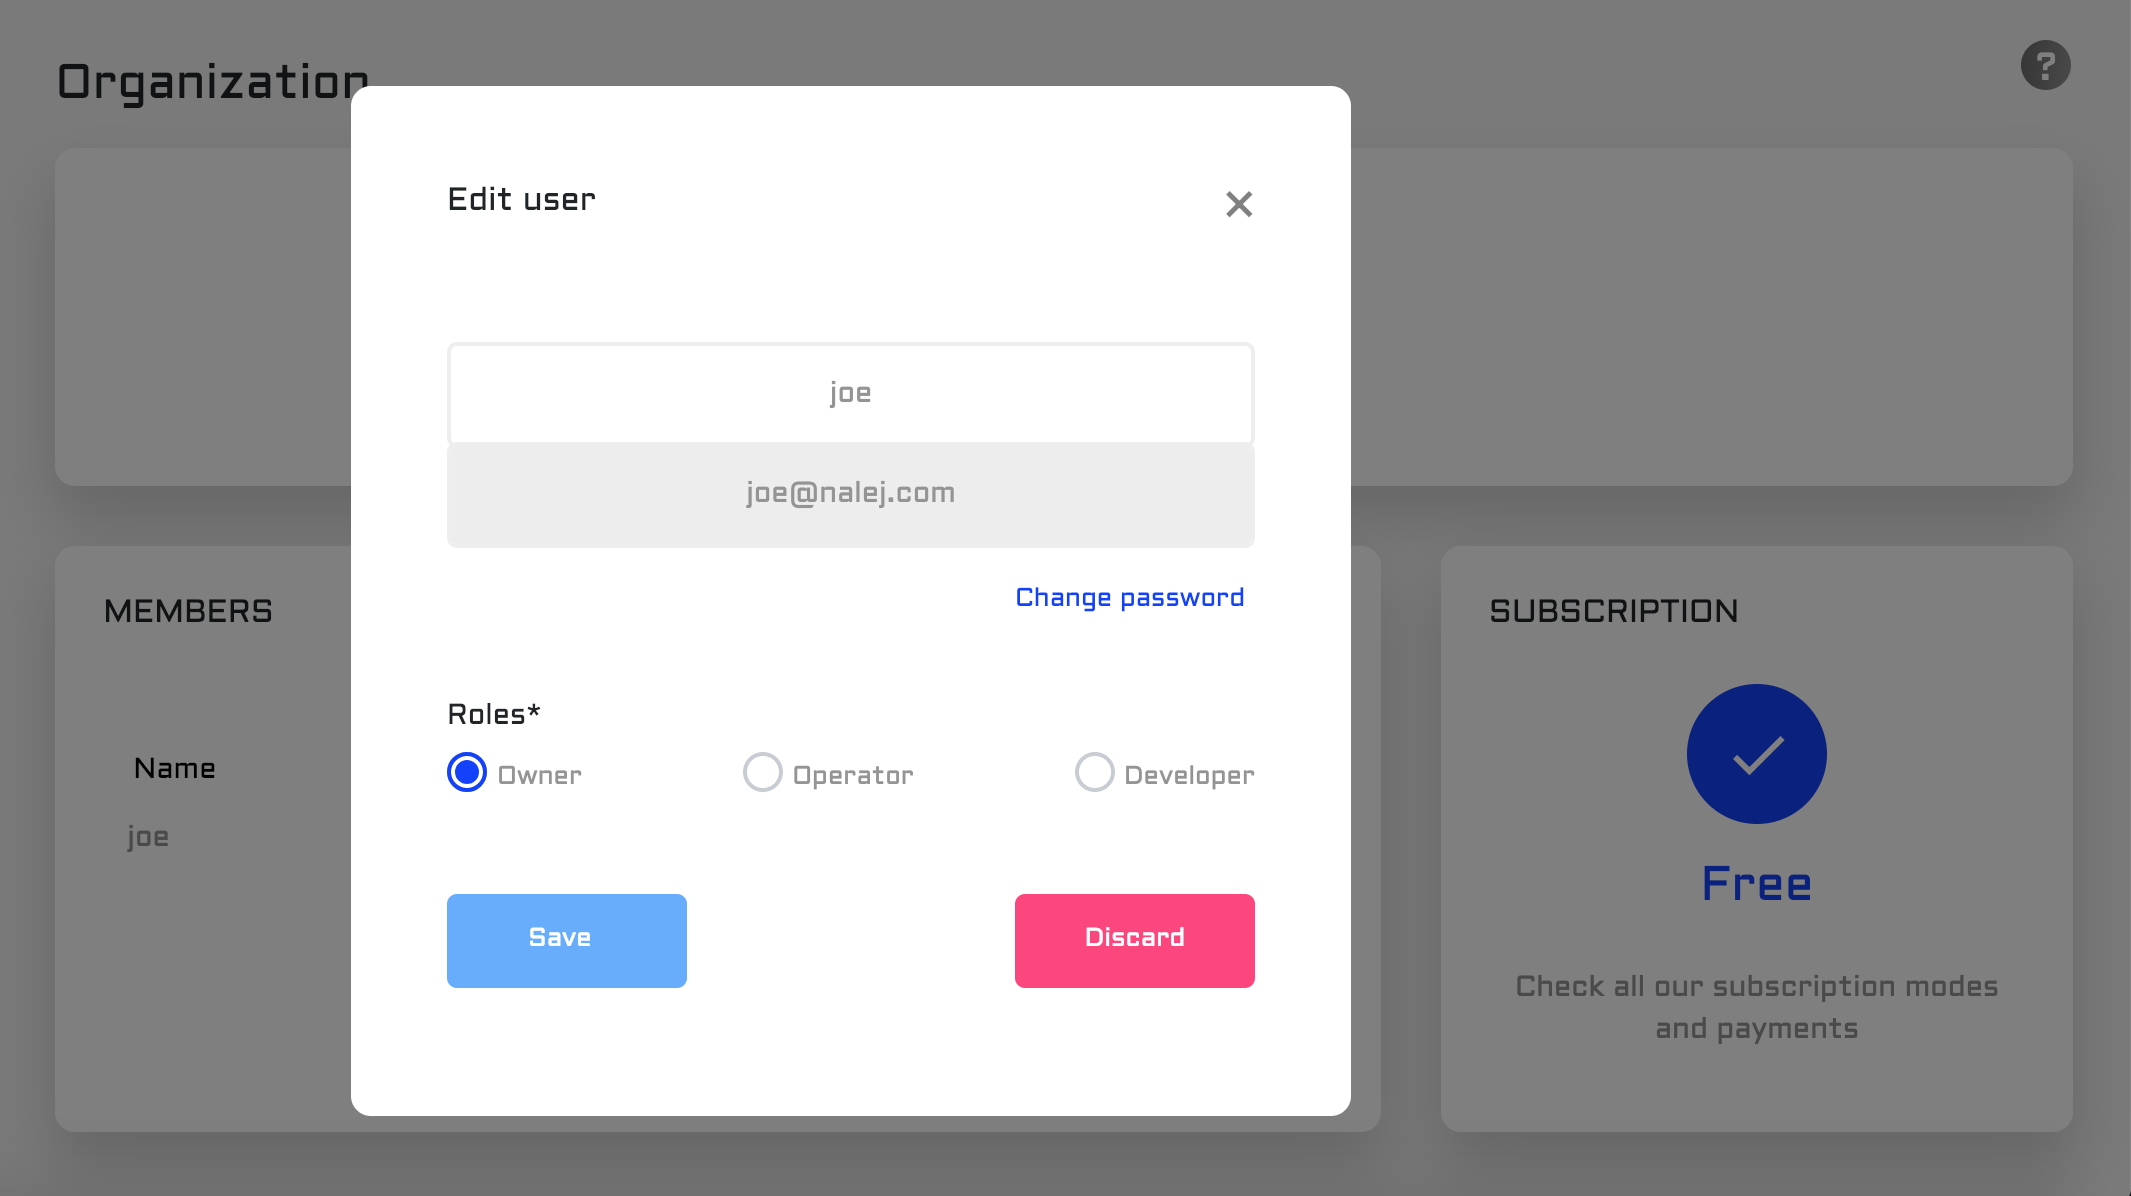 Organization
?
Edit user
joe
joe@nalej.com
Change password
Roles*
Owner Operator Developer
Save Discard
MEMBERS
Name
joe
SUBSCRIPTION
Free
Check all our subscription modes
and payments